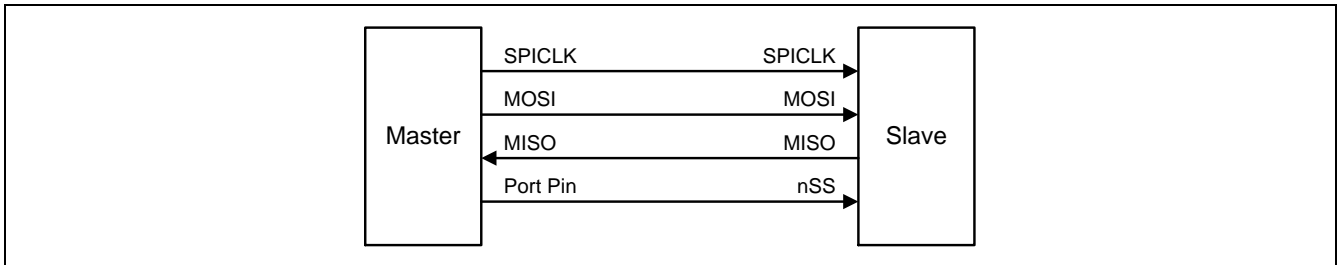 SPICLK SPICLK
MOSI MOSI
Master MISO MISO Slave
Port Pin nSS